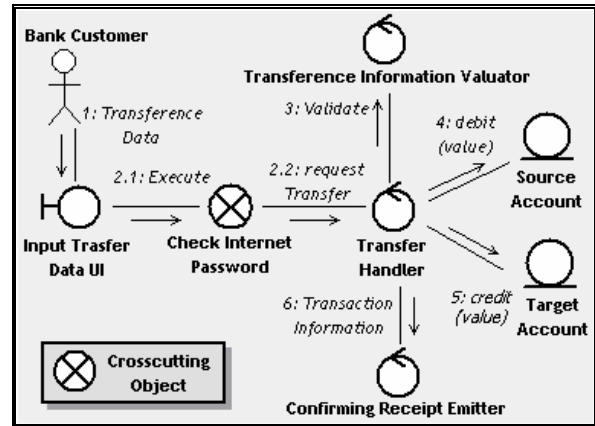 Bank Customer
Transference Information Valuator
1: Transference
Data
3: Validate
4: debit
(value)
2.1: Execute
2.2: request
Transfer
Source
Account
Input Trasfer
Data UI
Check Internet
Password
Transfer
Handler
5: credit
(value)
Target
Account
6: Transaction
Information
Crosscutting
Object
Confirming Receipt Emitter